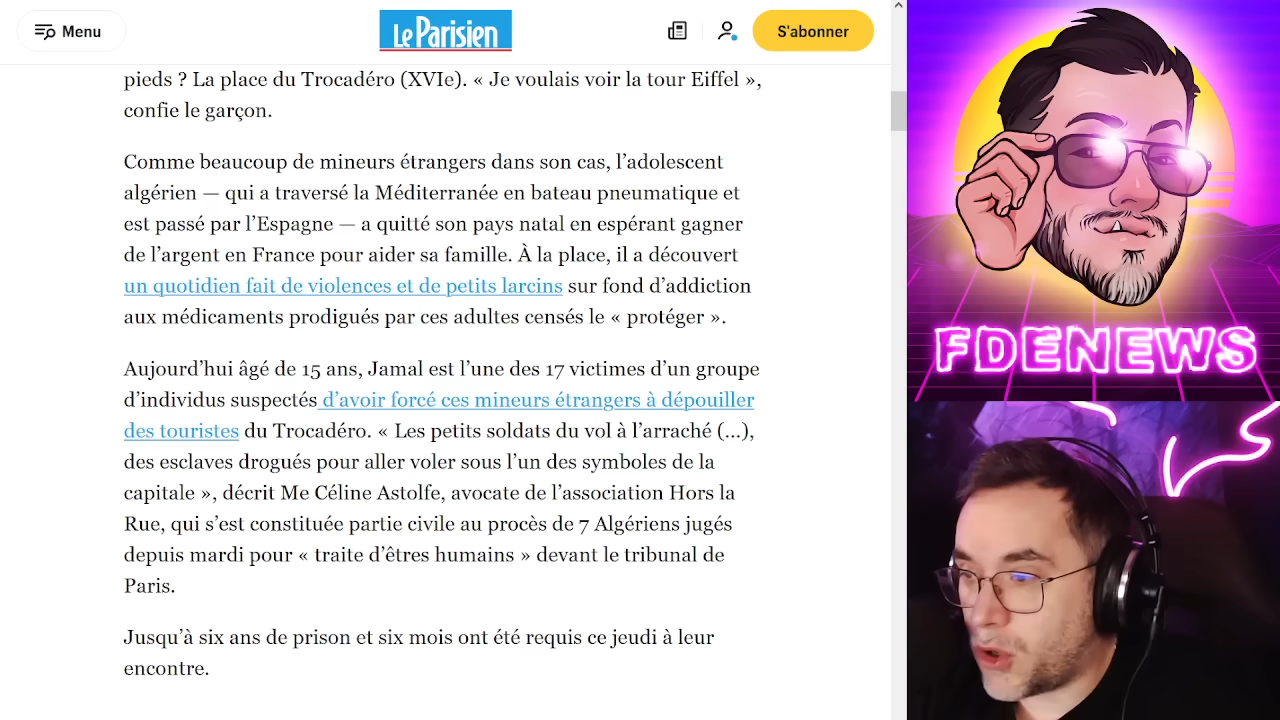 Menu
Le Parisien
S'abonner
pieds ? La place du Trocadéro (XVIe). « Je voulais voir la tour Eiffel »,
confie le garçon.
Comme beaucoup de mineurs étrangers dans son cas, l’adolescent
algérien — qui a traversé la Méditerranée en bateau pneumatique et
est passé par l’Espagne — a quitté son pays natal en espérant gagner
de l’argent en France pour aider sa famille. À la place, il a découvert
un quotidien fait de violences et de petits larcins sur fond d’addiction
aux médicaments prodigués par ces adultes censés le « protéger ».
Aujourd’hui âgé de 15 ans, Jamal est l’une des 17 victimes d’un groupe
d’individus suspectés d’avoir forcé ces mineurs étrangers à dépouiller
des touristes du Trocadéro. « Les petits soldats du vol à l’arraché (…),
des esclaves drogués pour aller voler sous l’un des symboles de la
capitale », décrit Me Céline Astolfe, avocate de l’association Hors la
Rue, qui s’est constituée partie civile au procès de 7 Algériens jugés
depuis mardi pour « traite d’êtres humains » devant le tribunal de
Paris.
Jusqu’à six ans de prison et six mois ont été requis ce jeudi à leur
encontre.
FDENEWS